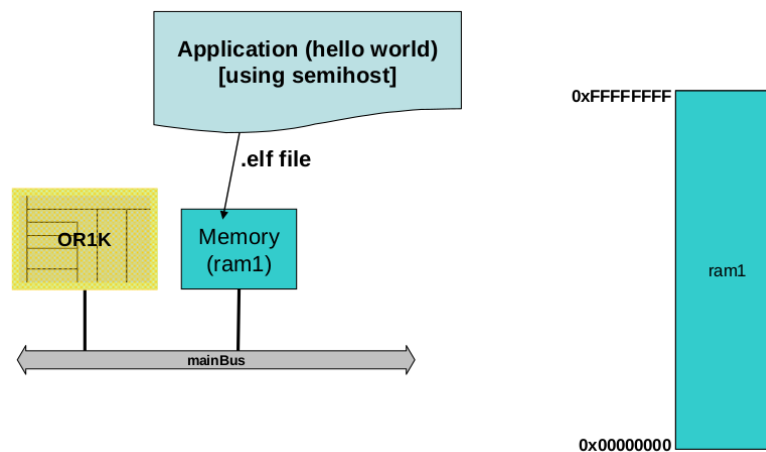 Application (hello world)
[using semihost]
.elf file
OR1K
Memory
(ram1)
mainBus
0xFFFFFFFF
ram1
0x00000000